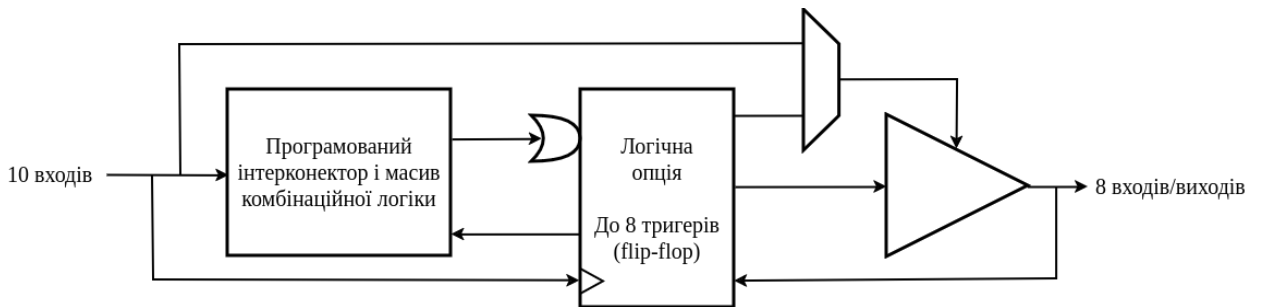 10 входів
Програмований
інтерконектор і масив
комбінаційної логіки
Логічна
опція
До 8 тригерів
(flip-flop)
8 входів/виходів